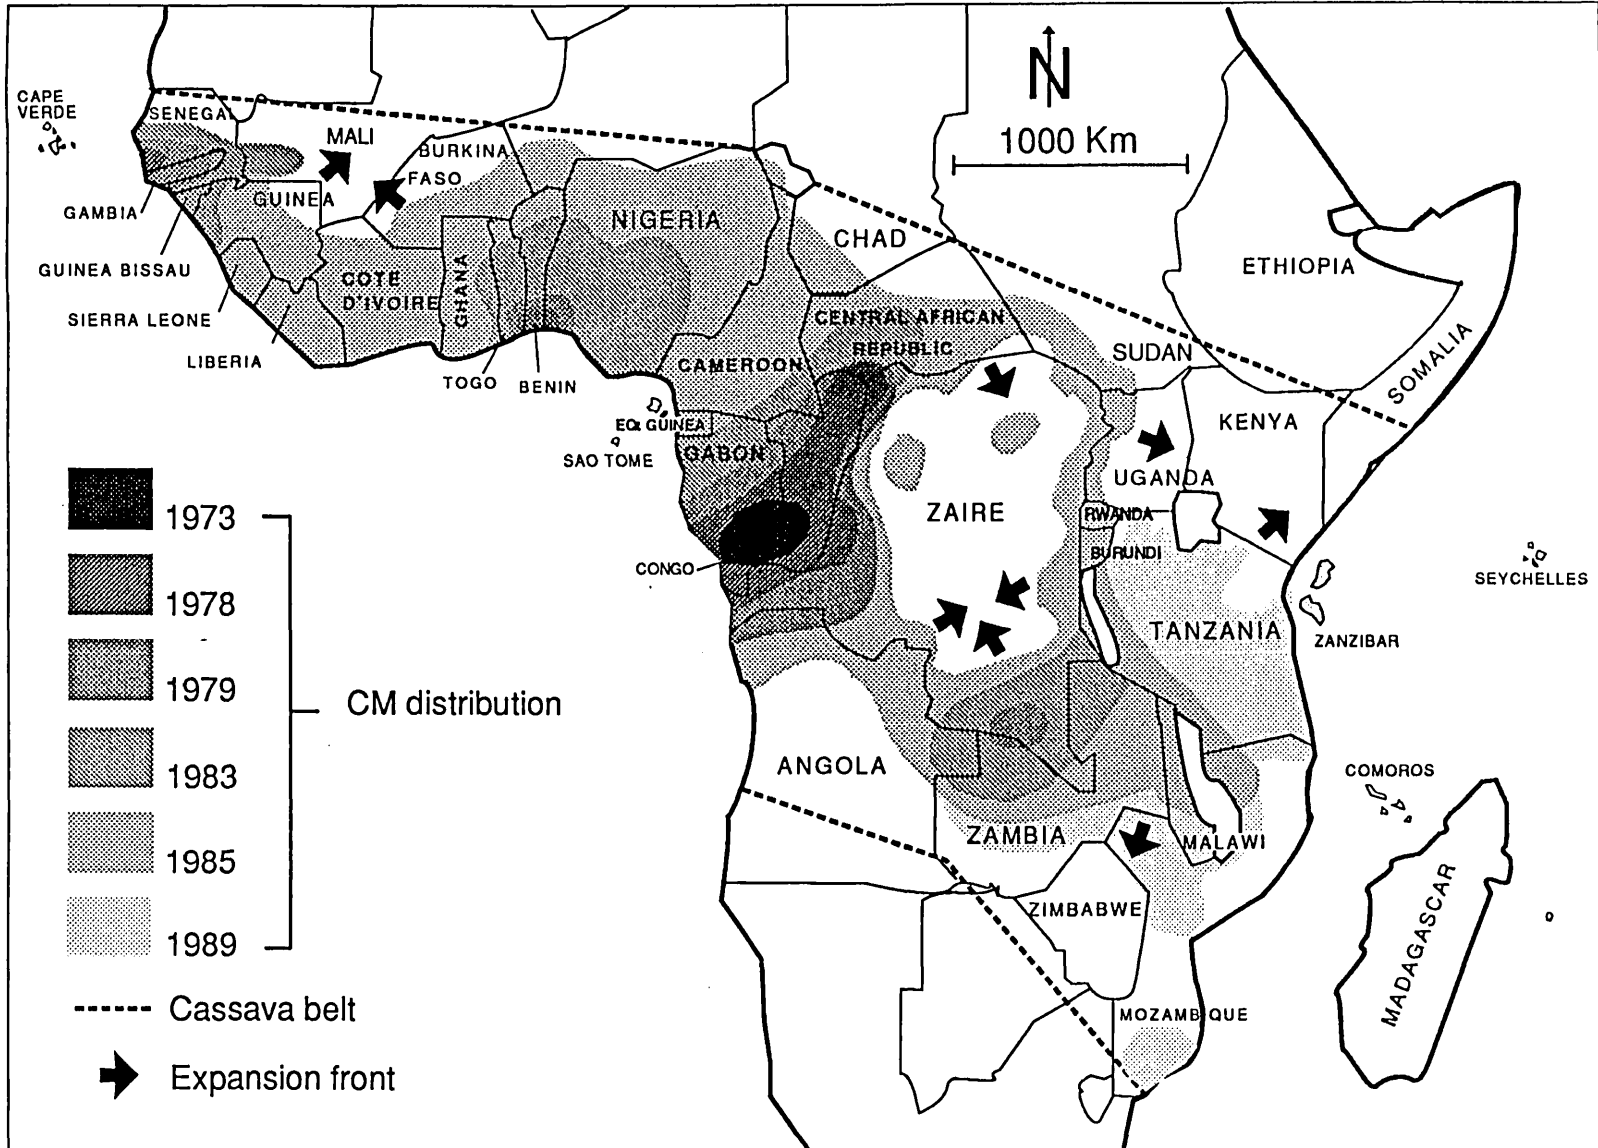 CAPE
VERDE
SENEGAL
MALI
BURKINA
FASO
GUINEA
GAMBIA
GUINEA BISSAU
SIERRA LEONE
LIBERIA
COTE
D'IVOIRE
GHANA
TOGO
BENIN
NIGERIA
CHAD
N
1000 Km
ETHIOPIA
SOMALIA
CENTRAL AFRICAN
REPUBLIC
CAMEROON
SUDAN
KENYA
UGANDA
EQ. GUINEA
SAO TOME
GABON
ZAIRE
RWANDA
BURUNDI
CONGO
TANZANIA
ZANZIBAR
SEYCHELLES
ANGOLA
ZAMBIA
MALAWI
COMOROS
ZIMBABWE
MOZAMBIQUE
MADAGASCAR
1973
1978
1979
1983
1985
1989
CM distribution
Cassava belt
Expansion front